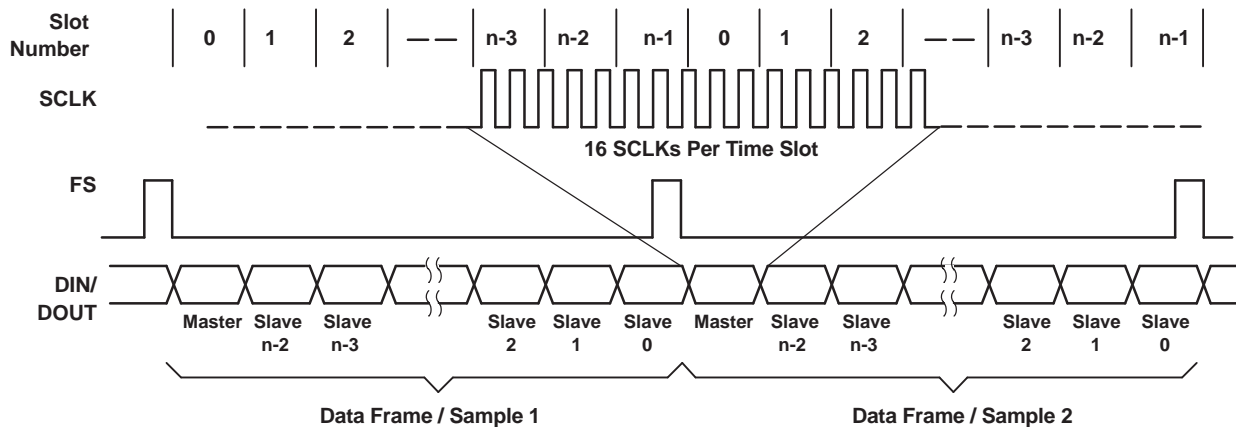 Slot
Number
0 1 2 n-3 n-2 n-1 0 1 2 n-3 n-2 n-1
SCLK
16 SCLKs Per Time Slot
FS
DIN/
DOUT
Master Slave Slave Slave Slave Slave Master Slave Slave Slave Slave Slave
n-2 n-3 2 1 0 n-2 n-3 2 1 0
Data Frame / Sample 1 Data Frame / Sample 2